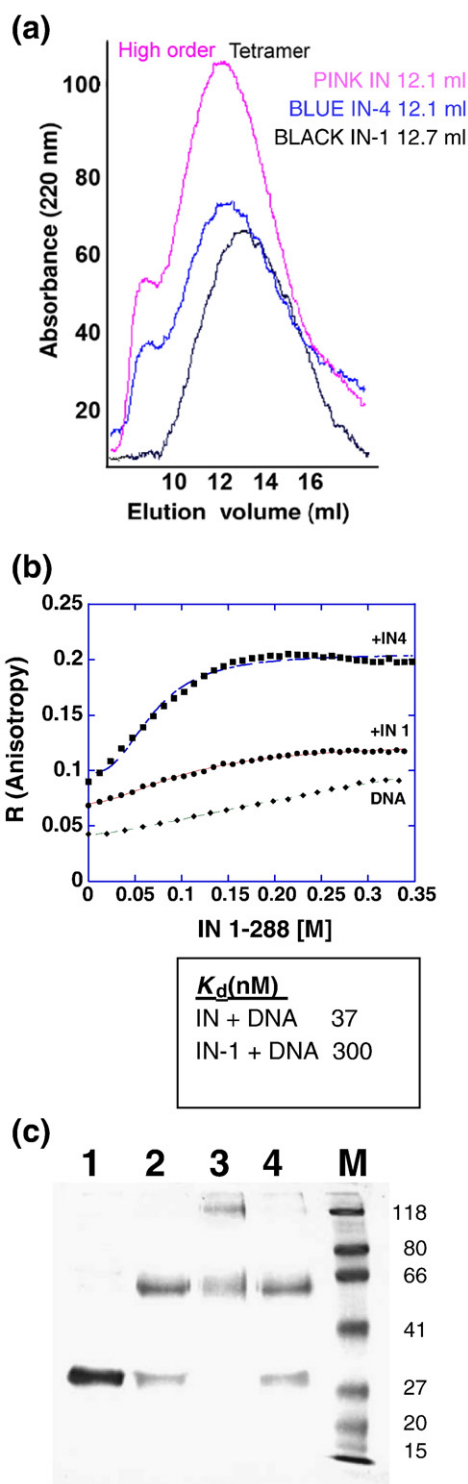 (a)
High order Tetramer
PINK IN 12.1 ml
BLUE IN-4 12.1 ml
BLACK IN-1 12.7 ml
Absorbance (220 nm)
100
80
60
40
20
10 12 14 16
Elution volume (ml)
(b)
R (Anisotropy)
0.25
0.2
0.15
0.1
0.05
0
+IN4
+IN 1
DNA
0 0.05 0.1 0.15 0.2 0.25 0.3 0.35
IN 1-288 [M]
Kd(nM)
IN + DNA 37
IN-1 + DNA 300
(c)
1 2 3 4 M
118
80
66
41
27
20
15